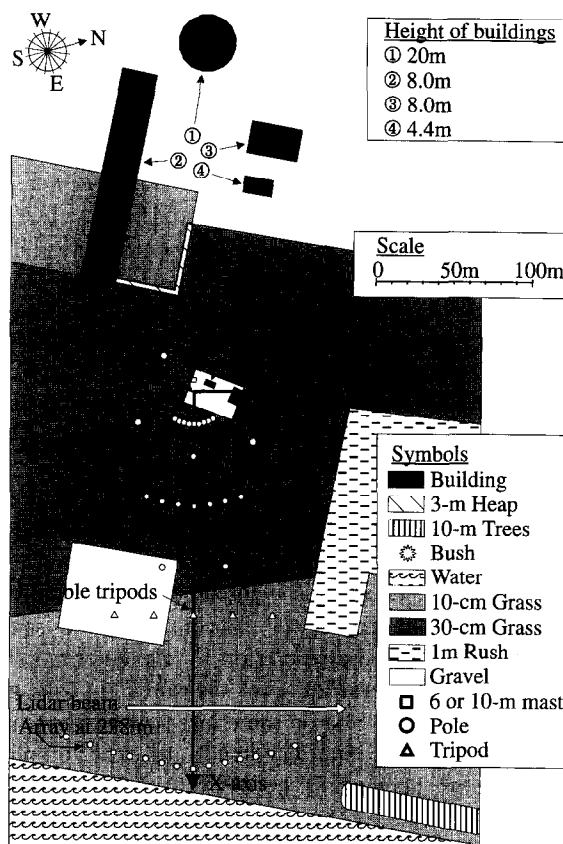 W
N
S
E
Height of buildings
① 20m
② 8.0m
③ 8.0m
④ 4.4m
①
③
②
④
Scale
0 50m 100m
Symbols
Building
3-m Heap
10-m Trees
Bush
Water
10-cm Grass
30-cm Grass
1m Rush
Gravel
6 or 10-m mast
Pole
Tripod
tripods
Lidar beam
Array at
X-axis